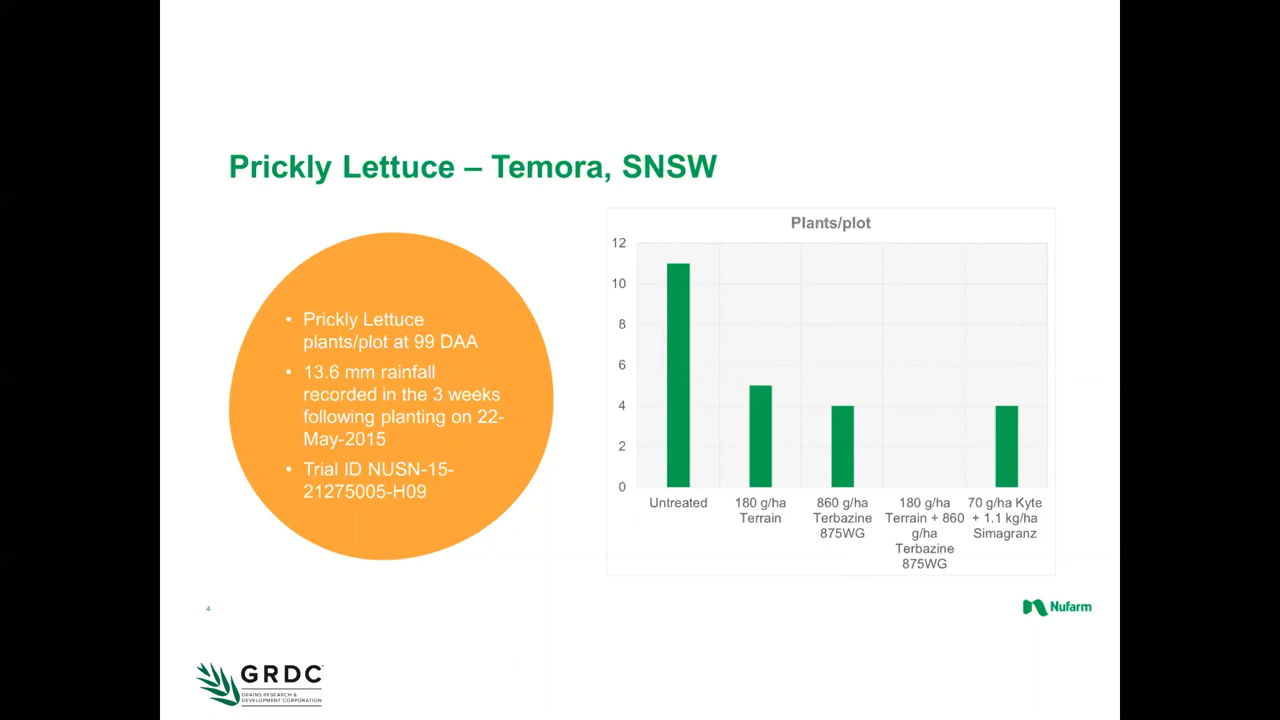 Prickly Lettuce – Temora, SNSW
• Prickly Lettuce
plants/plot at 99 DAA
• 13.6 mm rainfall
recorded in the 3 weeks
following planting on 22-
May-2015
• Trial ID NUSN-15-
21275005-H09
Plants/plot
12
10
8
6
4
2
0
Untreated
180 g/ha
Terrain
860 g/ha
Terbazine
875WG
180 g/ha
Terrain + 860
g/ha
Terbazine
875WG
70 g/ha Kyte
+ 1.1 kg/ha
Simagranz
4
Nufarm
GRDC
GRAINS RESEARCH &
DEVELOPMENT CORPORATION